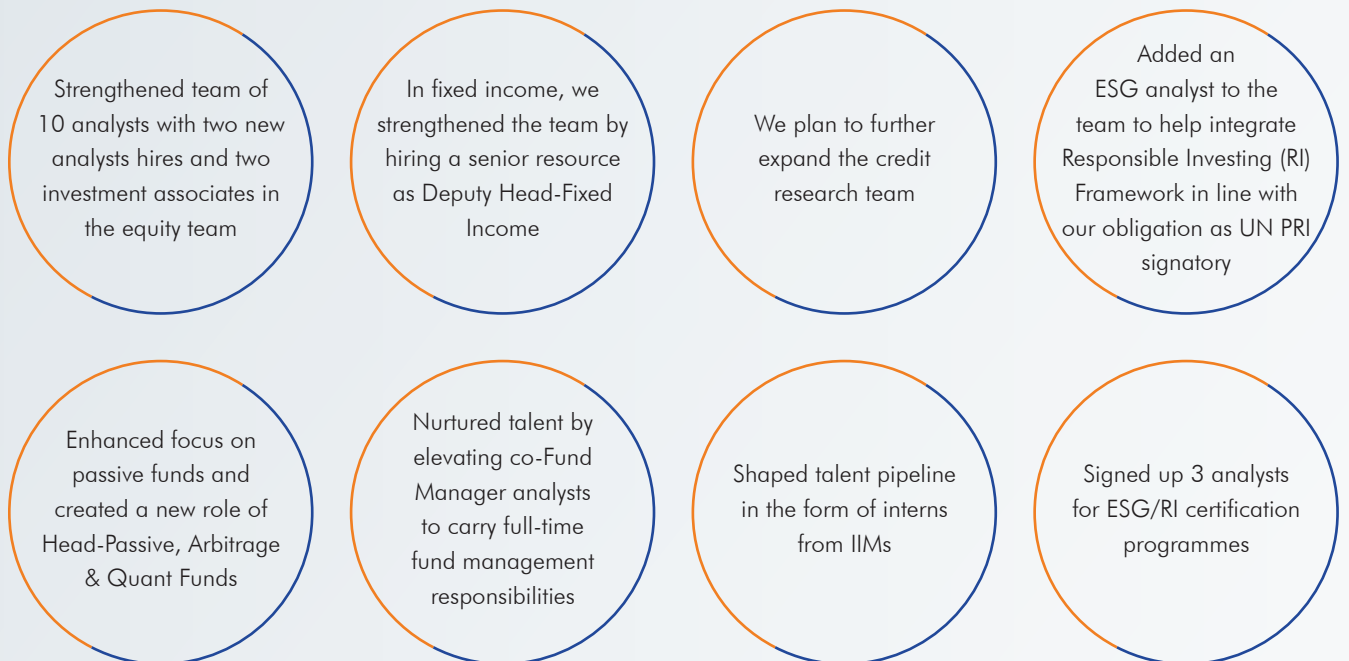 Strengthened team of
10 analysts with two new
analysts hires and two
investment associates in
the equity team
In fixed income, we
strengthened the team by
hiring a senior resource
as Deputy Head-Fixed
Income
We plan to further
expand the credit
research team
Added an
ESG analyst to the
team to help integrate
Responsible Investing (RI)
Framework in line with
our obligation as UN PRI
signatory
Enhanced focus on
passive funds and
created a new role of
Head-Passive, Arbitrage
& Quant Funds
Nurtured talent by
elevating co-Fund
Manager analysts
to carry full-time
fund management
responsibilities
Shaped talent pipeline
in the form of interns
from IIMs
Signed up 3 analysts
for ESG/RI certification
programmes